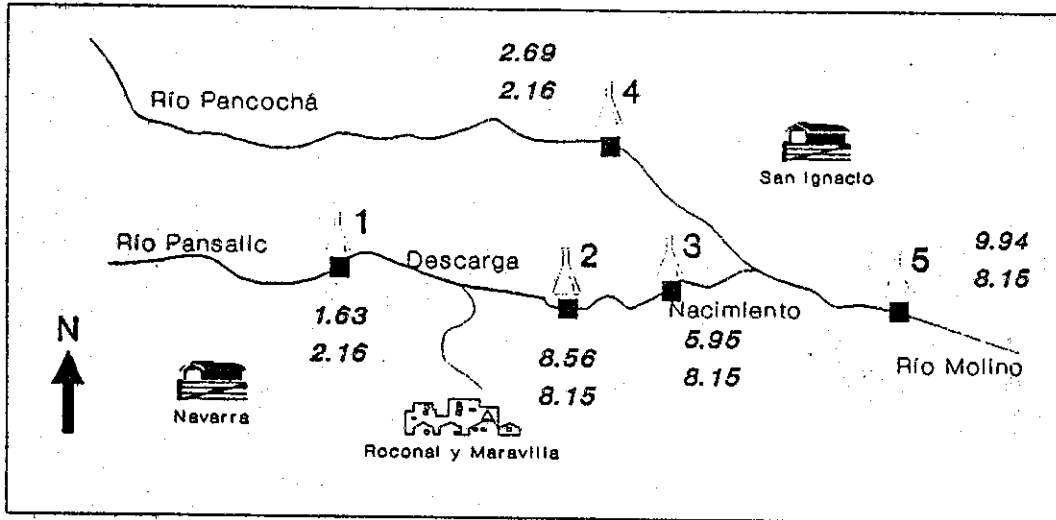 2.69
2.16
4
Río Pancochá
San Ignacio
Río Pansalic
1
Descarga
2
3
5
9.94
8.15
Nacimiento
1.63
2.16
8.56
8.15
5.95
8.15
Río Molino
N
Navarra
Roconal y Maravilla